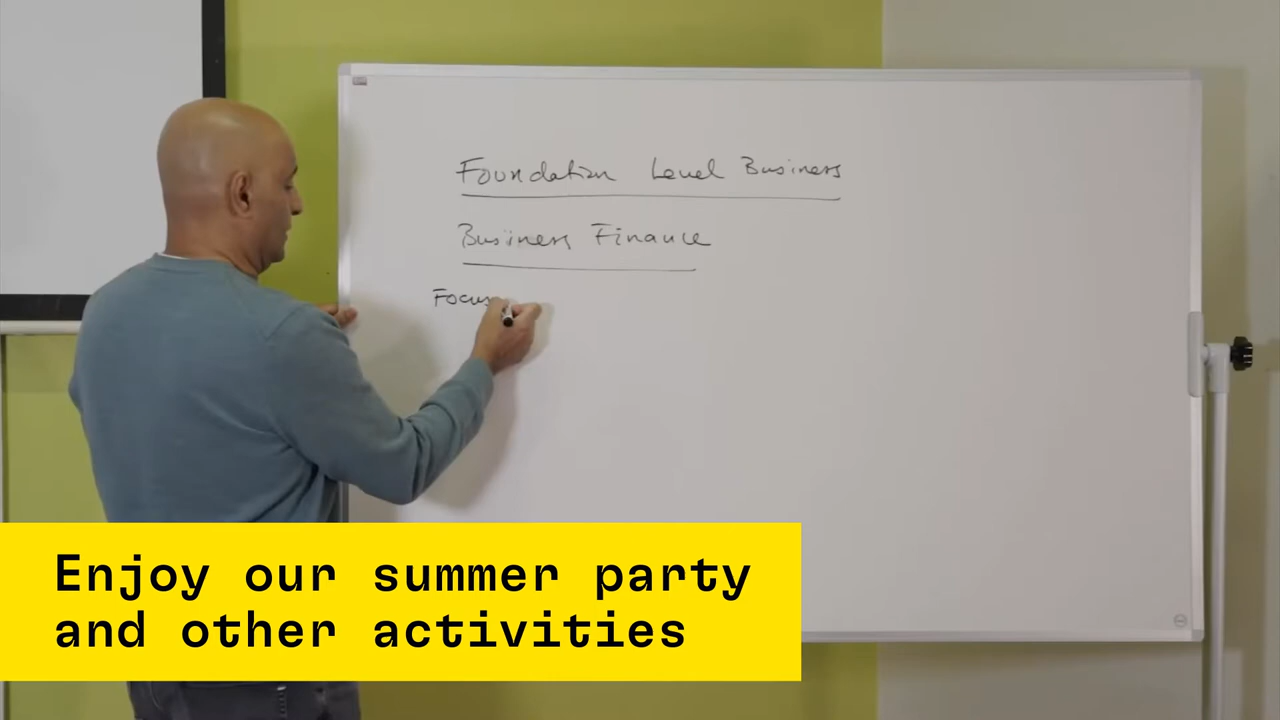 Foundation Level Business
Business Finance
Focus
Enjoy our summer party
and other activities